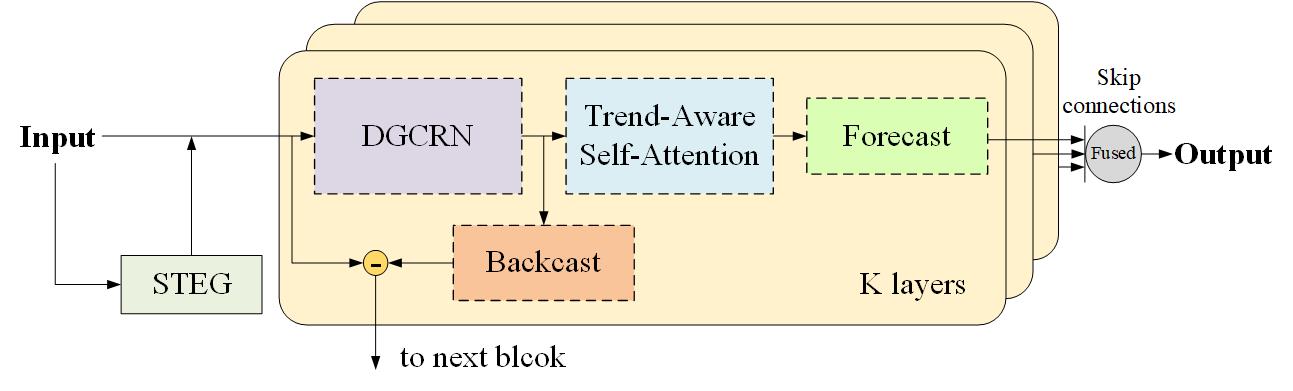 Input
STEG
DGCRN
Trend-Aware
Self-Attention
Forecast
Backcast
-
K layers
to next blcok
Skip
connections
Fused
Output